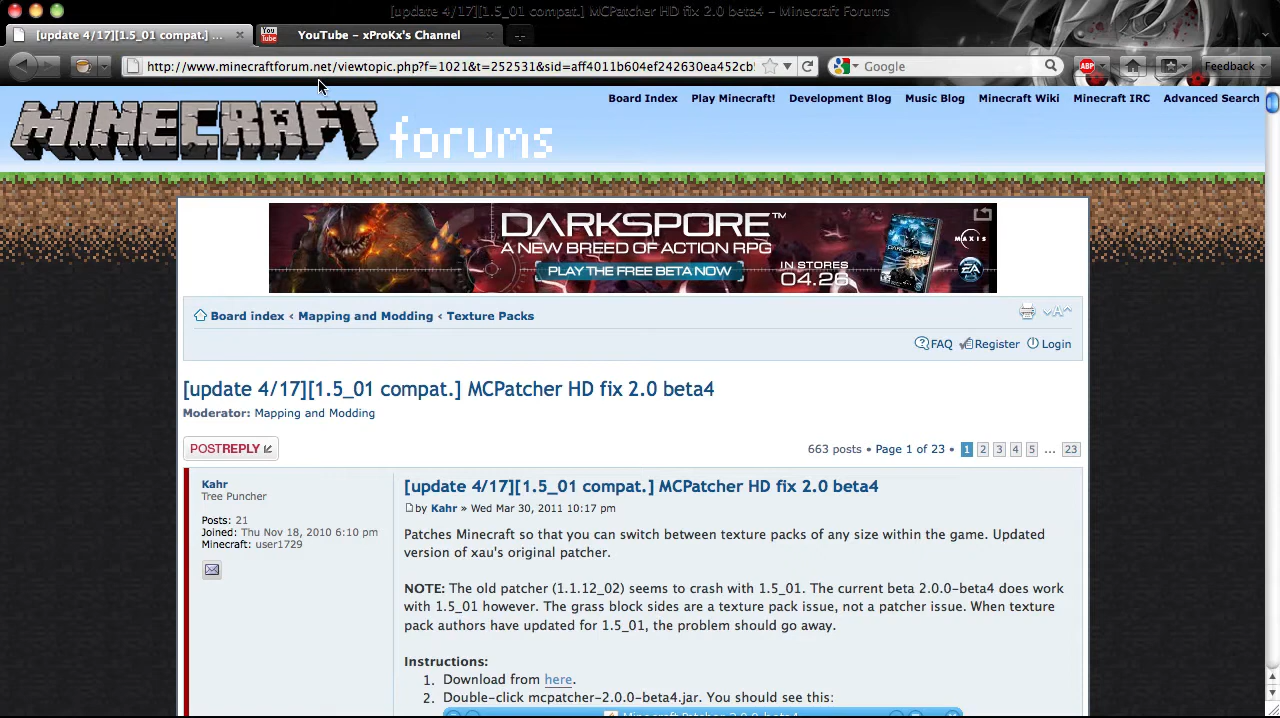 [update 4/17][1.5_01 compat.] MCPatcher HD fix 2.0 beta4 – Minecraft Forums
[update 4/17][1.5_01 compat.] ...
You Tube
YouTube – xProKx's Channel
http://www.minecraftforum.net/viewtopic.php?f=1021&t=252531&sid=aff4011b604ef242630ea452cb
Google
ABP
Feedback
Board Index
Play Minecraft!
Development Blog
Music Blog
Minecraft Wiki
Minecraft IRC
Advanced Search
MINECRAFT forums
DARKSPORE™
A NEW BREED OF ACTION RPG
PLAY THE FREE BETA NOW
IN STORES
04.26
DARKSPORE
MAXIS
EA
Board index ‹ Mapping and Modding ‹ Texture Packs
FAQ Register Login
[update 4/17][1.5_01 compat.] MCPatcher HD fix 2.0 beta4
Moderator: Mapping and Modding
POSTREPLY
663 posts • Page 1 of 23 • 1 2 3 4 5 ... 23
Kahr
Tree Puncher
Posts: 21
Joined: Thu Nov 18, 2010 6:10 pm
Minecraft: user1729
[update 4/17][1.5_01 compat.] MCPatcher HD fix 2.0 beta4
by Kahr » Wed Mar 30, 2011 10:17 pm
Patches Minecraft so that you can switch between texture packs of any size within the game. Updated
version of xau's original patcher.
NOTE: The old patcher (1.1.12_02) seems to crash with 1.5_01. The current beta 2.0.0-beta4 does work
with 1.5_01 however. The grass block sides are a texture pack issue, not a patcher issue. When texture
pack authors have updated for 1.5_01, the problem should go away.
Instructions:
1. Download from here.
2. Double-click mcpatcher-2.0.0-beta4.jar. You should see this:
Minecraft Patcher 2.0.0-beta4